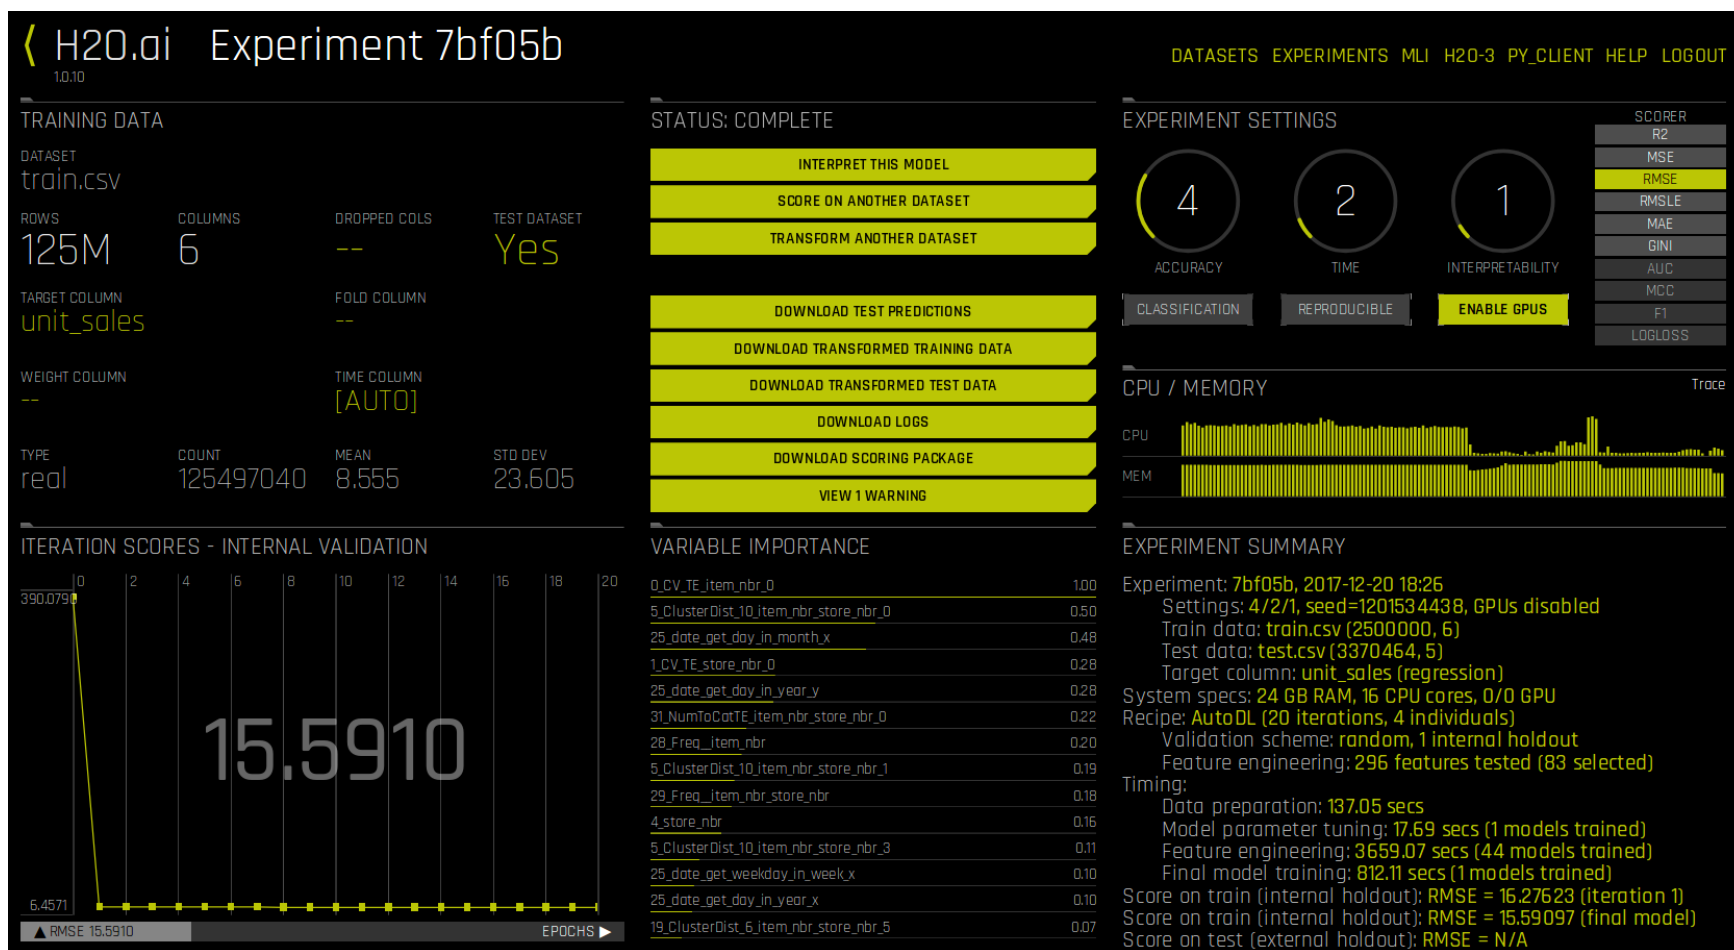 H2O.ai Experiment 7bf05b
1.0.10
DATASETS EXPERIMENTS MLI H2O-3 PY_CLIENT HELP LOGOUT
TRAINING DATA
DATASET
train.csv
ROWS COLUMNS DROPPED COLS TEST DATASET
125M 6 -- Yes
TARGET COLUMN FOLD COLUMN
unit_sales --
WEIGHT COLUMN TIME COLUMN
-- [AUTO]
TYPE COUNT MEAN STD DEV
real 125497040 8.555 23.605
STATUS: COMPLETE
INTERPRET THIS MODEL
SCORE ON ANOTHER DATASET
TRANSFORM ANOTHER DATASET
DOWNLOAD TEST PREDICTIONS
DOWNLOAD TRANSFORMED TRAINING DATA
DOWNLOAD TRANSFORMED TEST DATA
DOWNLOAD LOGS
DOWNLOAD SCORING PACKAGE
VIEW 1 WARNING
EXPERIMENT SETTINGS
4 2 1
ACCURACY TIME INTERPRETABILITY
CLASSIFICATION REPRODUCIBLE ENABLE GPUS
SCORER
R2
MSE
RMSE
RMSLE
MAE
GINI
AUC
MCC
F1
LOGLOSS
CPU / MEMORY Trace
CPU
MEM
ITERATION SCORES - INTERNAL VALIDATION
0 2 4 6 8 10 12 14 16 18 20
390.0790
15.5910
6.4571
▲ RMSE 15.5910 EPOCHS ▶
VARIABLE IMPORTANCE
0_CV_TE_item_nbr_0 1.00
5_ClusterDist_10_item_nbr_store_nbr_0 0.50
25_date_get_day_in_month_x 0.48
1_CV_TE_store_nbr_0 0.28
25_date_get_day_in_year_y 0.28
31_NumToCatTE_item_nbr_store_nbr_0 0.22
28_Freq__item_nbr 0.20
5_ClusterDist_10_item_nbr_store_nbr_1 0.19
29_Freq__item_nbr_store_nbr 0.18
4_store_nbr 0.16
5_ClusterDist_10_item_nbr_store_nbr_3 0.11
25_date_get_weekday_in_week_x 0.10
25_date_get_day_in_year_x 0.10
19_ClusterDist_6_item_nbr_store_nbr_5 0.07
EXPERIMENT SUMMARY
Experiment: 7bf05b, 2017-12-20 18:26
Settings: 4/2/1, seed=1201534438, GPUs disabled
Train data: train.csv (2500000, 6)
Test data: test.csv (3370464, 5)
Target column: unit_sales (regression)
System specs: 24 GB RAM, 16 CPU cores, 0/0 GPU
Recipe: AutoDL (20 iterations, 4 individuals)
Validation scheme: random, 1 internal holdout
Feature engineering: 296 features tested (83 selected)
Timing:
Data preparation: 137.05 secs
Model parameter tuning: 17.69 secs (1 models trained)
Feature engineering: 3659.07 secs (44 models trained)
Final model training: 812.11 secs (1 models trained)
Score on train (internal holdout): RMSE = 16.27623 (iteration 1)
Score on train (internal holdout): RMSE = 15.59097 (final model)
Score on test (external holdout): RMSE = N/A